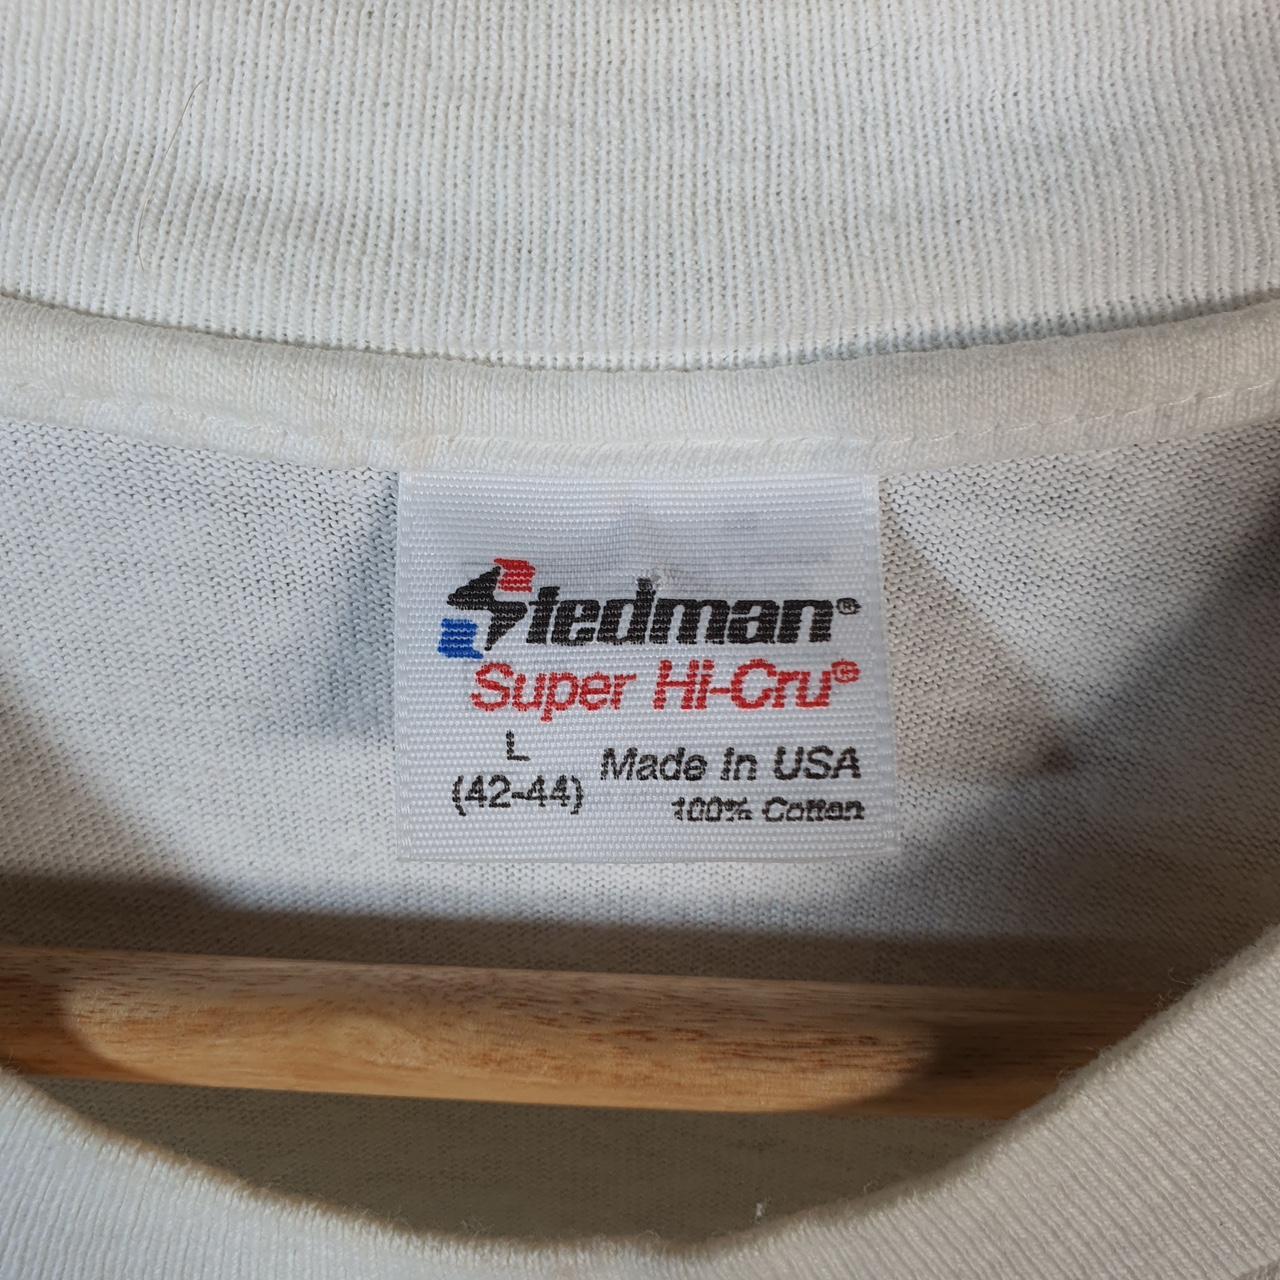 Stedman®
Super Hi-Cru®
L
(42-44)
Made In USA
100% Cotton